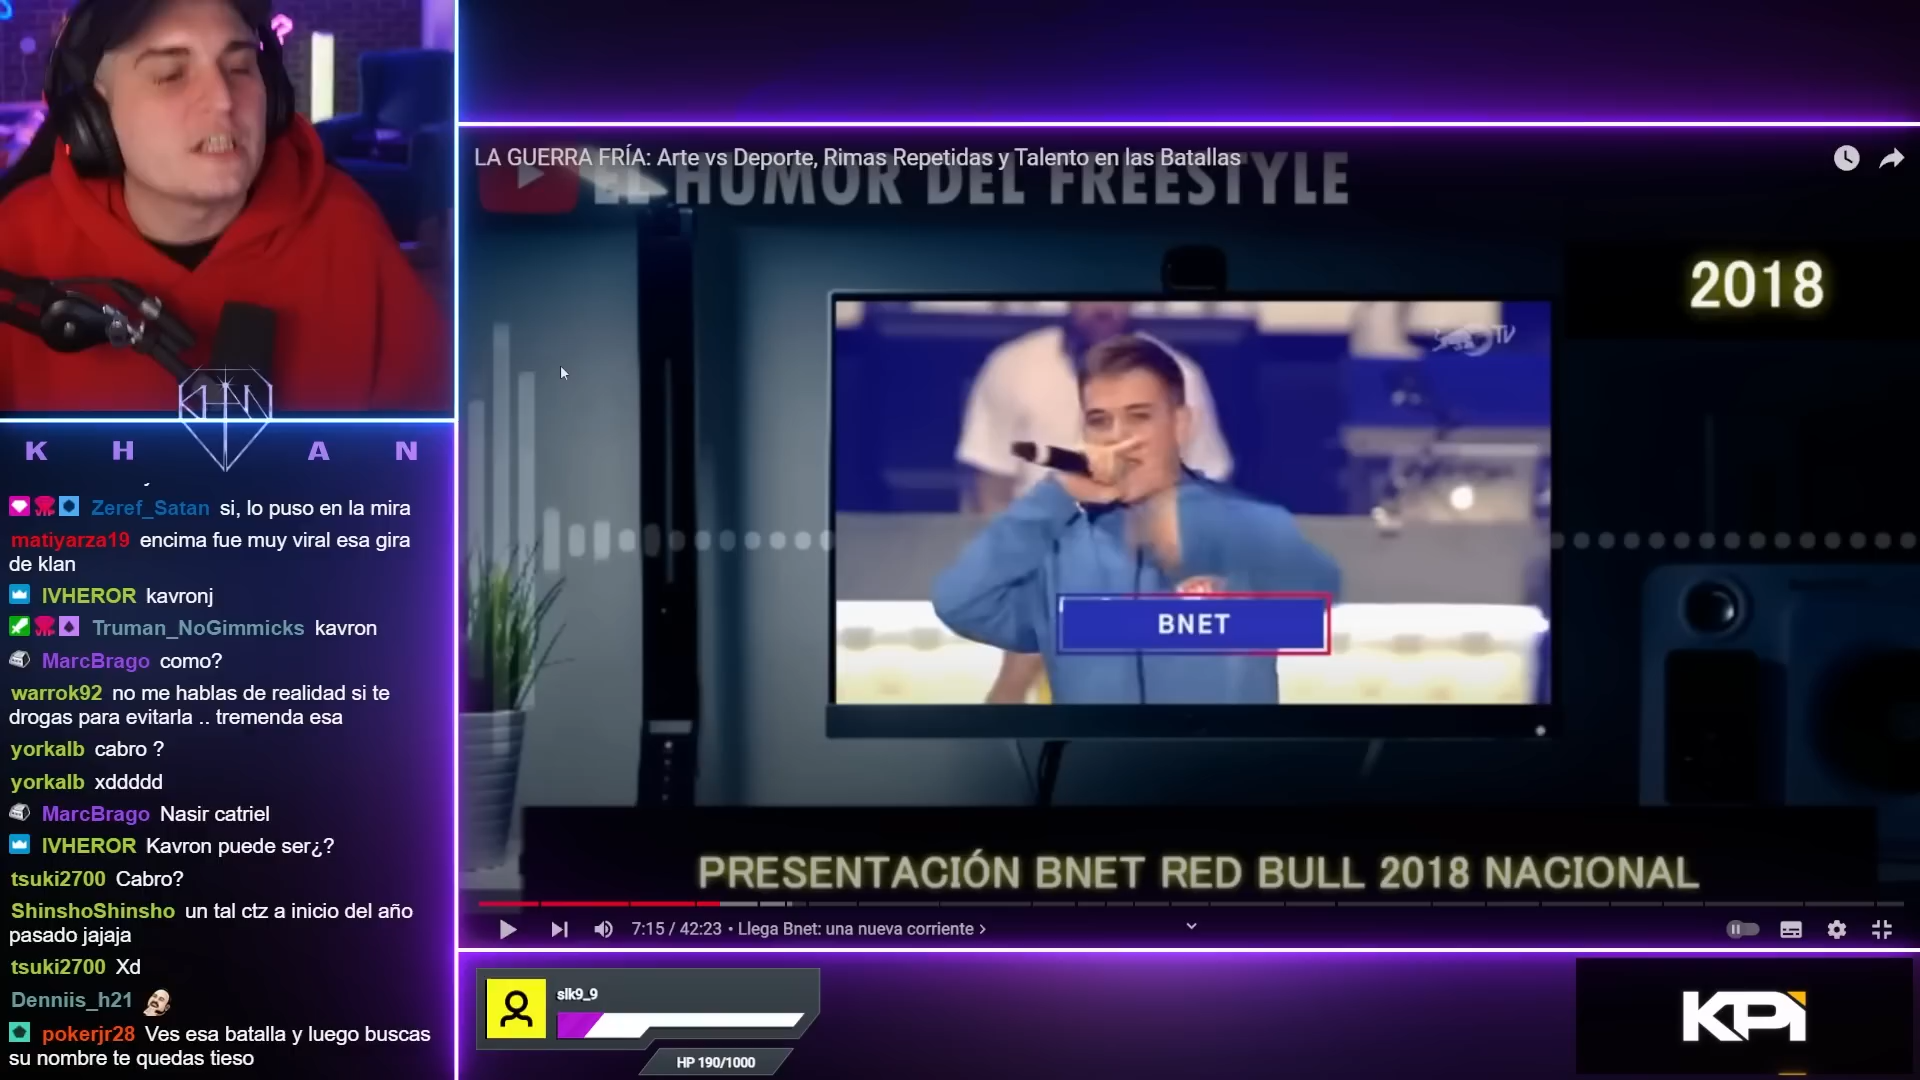 KHAN
K H A N
Zeref_Satan si, lo puso en la mira
matiyarza19 encima fue muy viral esa gira
de klan
IVHEROR kavronj
Truman_NoGimmicks kavron
MarcBrago como?
warrok92 no me hablas de realidad si te
drogas para evitarla .. tremenda esa
yorkalb cabro ?
yorkalb xddddd
MarcBrago Nasir catriel
IVHEROR Kavron puede ser¿?
tsuki2700 Cabro?
ShinshoShinsho un tal ctz a inicio del año
pasado jajaja
tsuki2700 Xd
Denniis_h21
pokerjr28 Ves esa batalla y luego buscas
su nombre te quedas tieso
LA GUERRA FRÍA: Arte vs Deporte, Rimas Repetidas y Talento en las Batallas
EL HUMOR DEL FREESTYLE
2018
TV
BNET
PRESENTACIÓN BNET RED BULL 2018 NACIONAL
7:15 / 42:23 • Llega Bnet: una nueva corriente ›
slk9_9
HP 190/1000
KPI